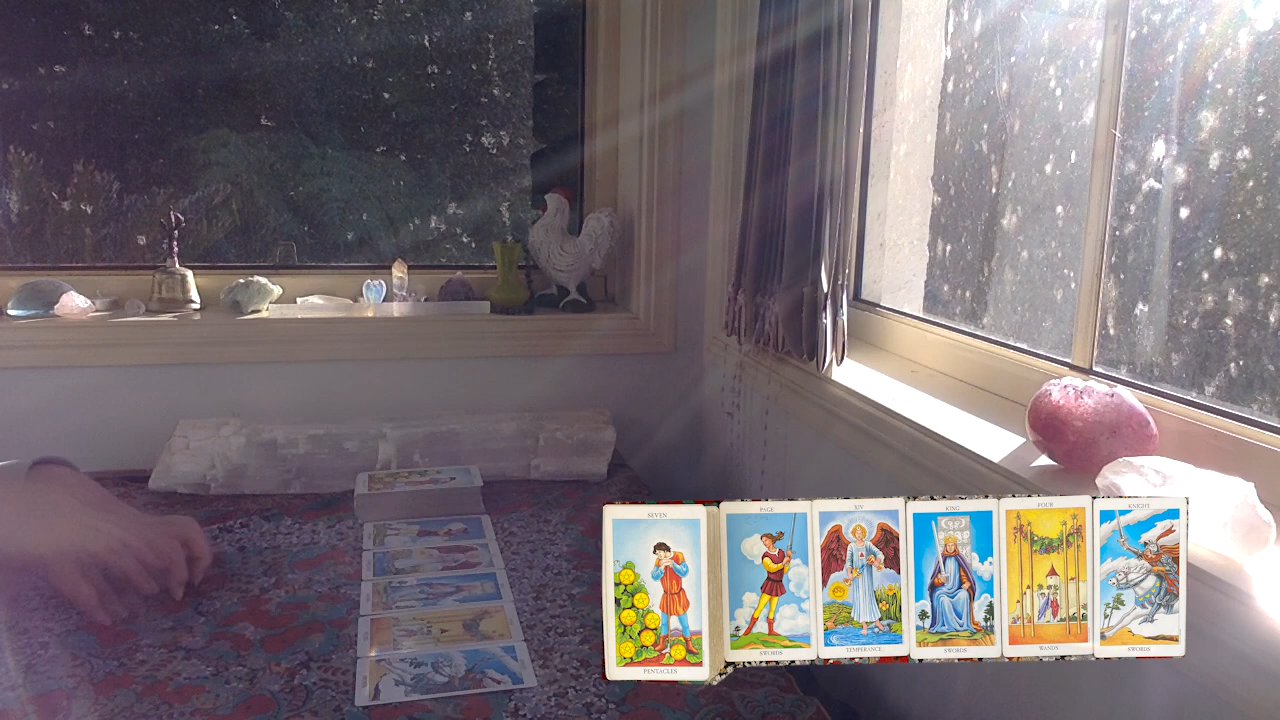 SEVEN
PENTACLES
PAGE
SWORDS
XIV
TEMPERANCE
KING
SWORDS
FOUR
WANDS
KNIGHT
SWORDS